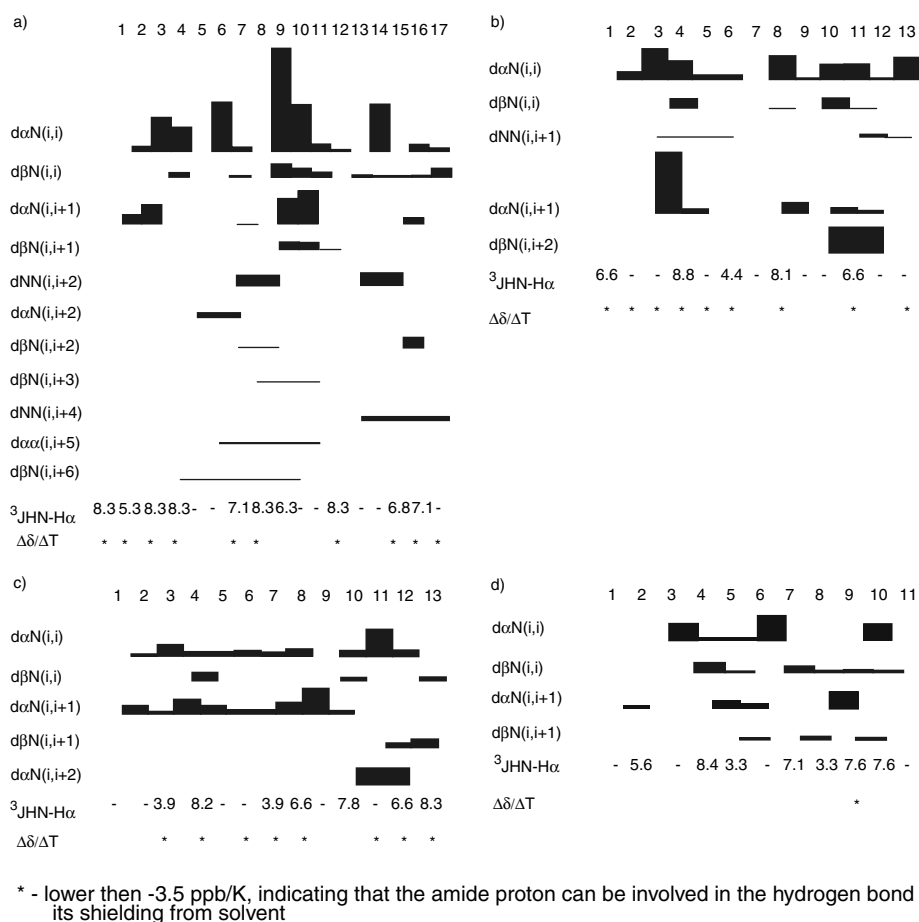 a)
1 2 3 4 5 6 7 8 9 10 11 12 13 14 15 16 17
dαN(i,i)
dβN(i,i)
dαN(i,i+1)
dβN(i,i+1)
dNN(i,i+2)
dαN(i,i+2)
dβN(i,i+2)
dβN(i,i+3)
dNN(i,i+4)
dαα(i,i+5)
dβN(i,i+6)
³JHN-Hα 8.3 5.3 8.3 8.3 - - 7.1 8.3 6.3 - - 8.3 - - 6.8 7.1 -
Δδ/ΔT * * * * * * * * * *
b)
1 2 3 4 5 6 7 8 9 10 11 12 13
dαN(i,i)
dβN(i,i)
dNN(i,i+1)
dαN(i,i+1)
dβN(i,i+2)
³JHN-Hα 6.6 - - 8.8 - 4.4 - 8.1 - 6.6 - -
Δδ/ΔT * * * * * * * * *
c)
1 2 3 4 5 6 7 8 9 10 11 12 13
dαN(i,i)
dβN(i,i)
dαN(i,i+1)
dβN(i,i+1)
dαN(i,i+2)
³JHN-Hα - - 3.9 8.2 - - 3.9 6.6 - 7.8 - 6.6 8.3
Δδ/ΔT * * * * * * * *
d)
1 2 3 4 5 6 7 8 9 10 11
dαN(i,i)
dβN(i,i)
dαN(i,i+1)
dβN(i,i+1)
³JHN-Hα - 5.6 - 8.4 3.3 - 7.1 3.3 7.6 7.6 -
Δδ/ΔT *
* - lower then -3.5 ppb/K, indicating that the amide proton can be involved in the hydrogen bond
its shielding from solvent